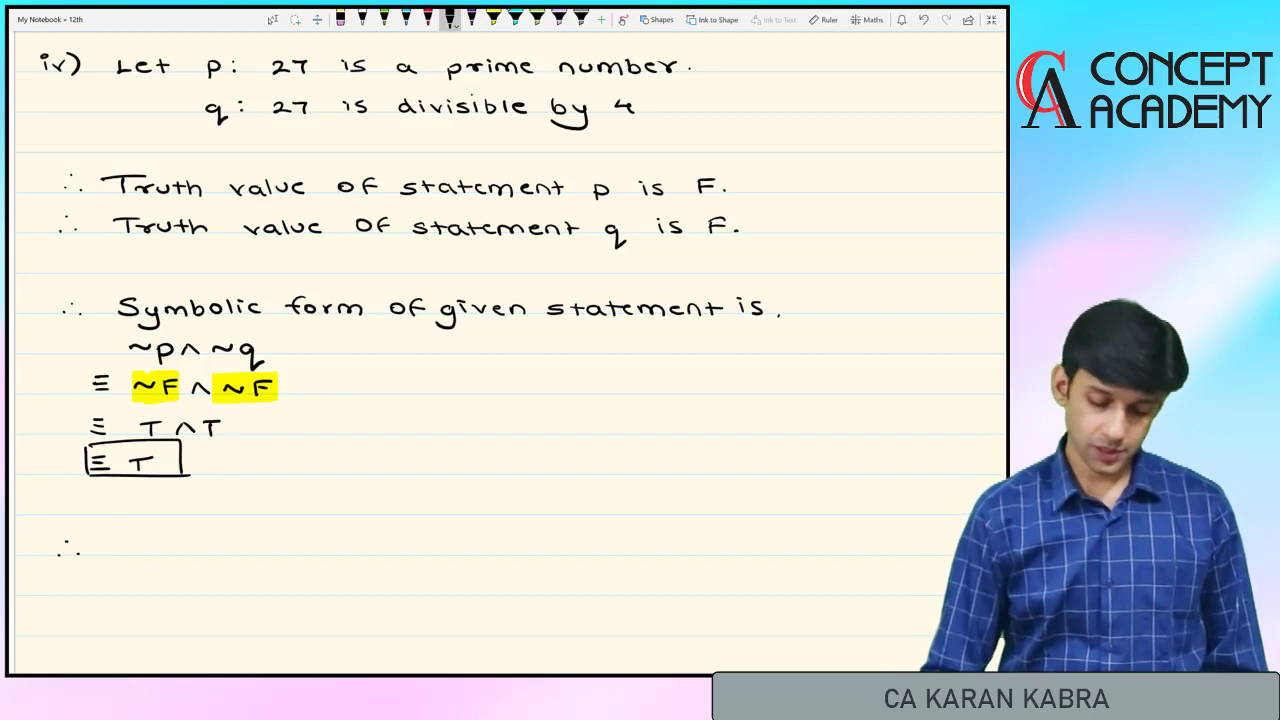 My Notebook » 12th
Shapes
Ink to Shape
Ink to Text
Ruler
Maths
iv) Let p: 27 is a prime number.
q: 27 is divisible by 4
∴ Truth value of statement p is F.
∴ Truth value of statement q is F.
∴ Symbolic form of given statement is,
~p ∧ ~q
≡ ~F ∧ ~F
≡ T ∧ T
≡ T
∴
CA CONCEPT
ACADEMY
CA KARAN KABRA